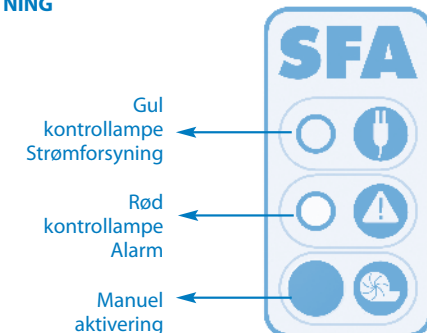 NING
SFA
Gul
kontrollampe
Strømforsyning
Rød
kontrollampe
Alarm
Manuel
aktivering